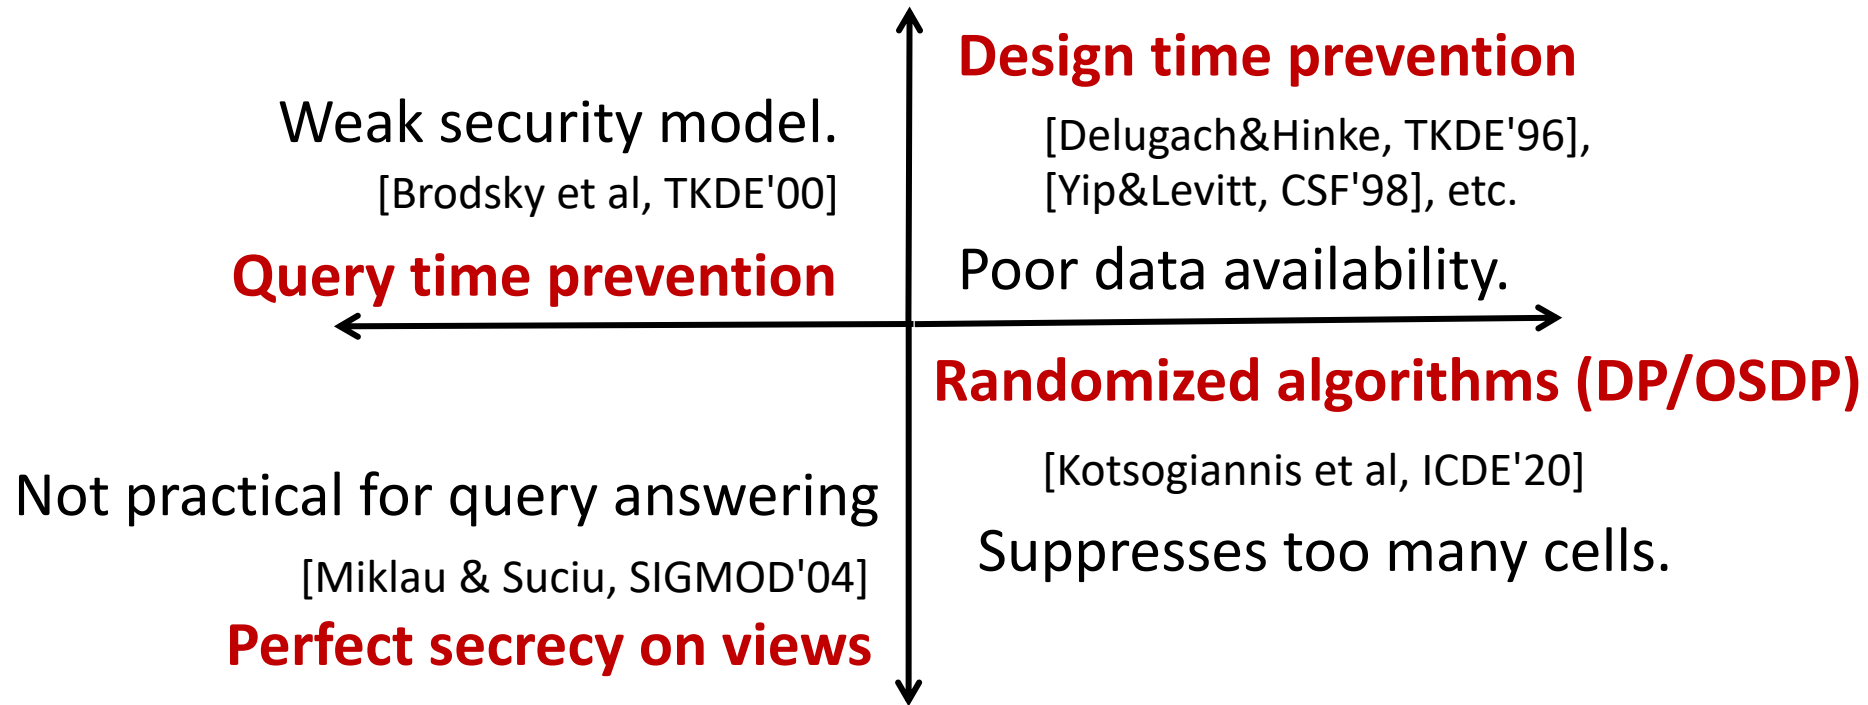 Weak security model.
[Brodsky et al, TKDE'00]
Query time prevention
Design time prevention
[Delugach&Hinke, TKDE'96],
[Yip&Levitt, CSF'98], etc.
Poor data availability.
Not practical for query answering
[Miklau & Suciu, SIGMOD'04]
Perfect secrecy on views
Randomized algorithms (DP/OSDP)
[Kotsogiannis et al, ICDE'20]
Suppresses too many cells.